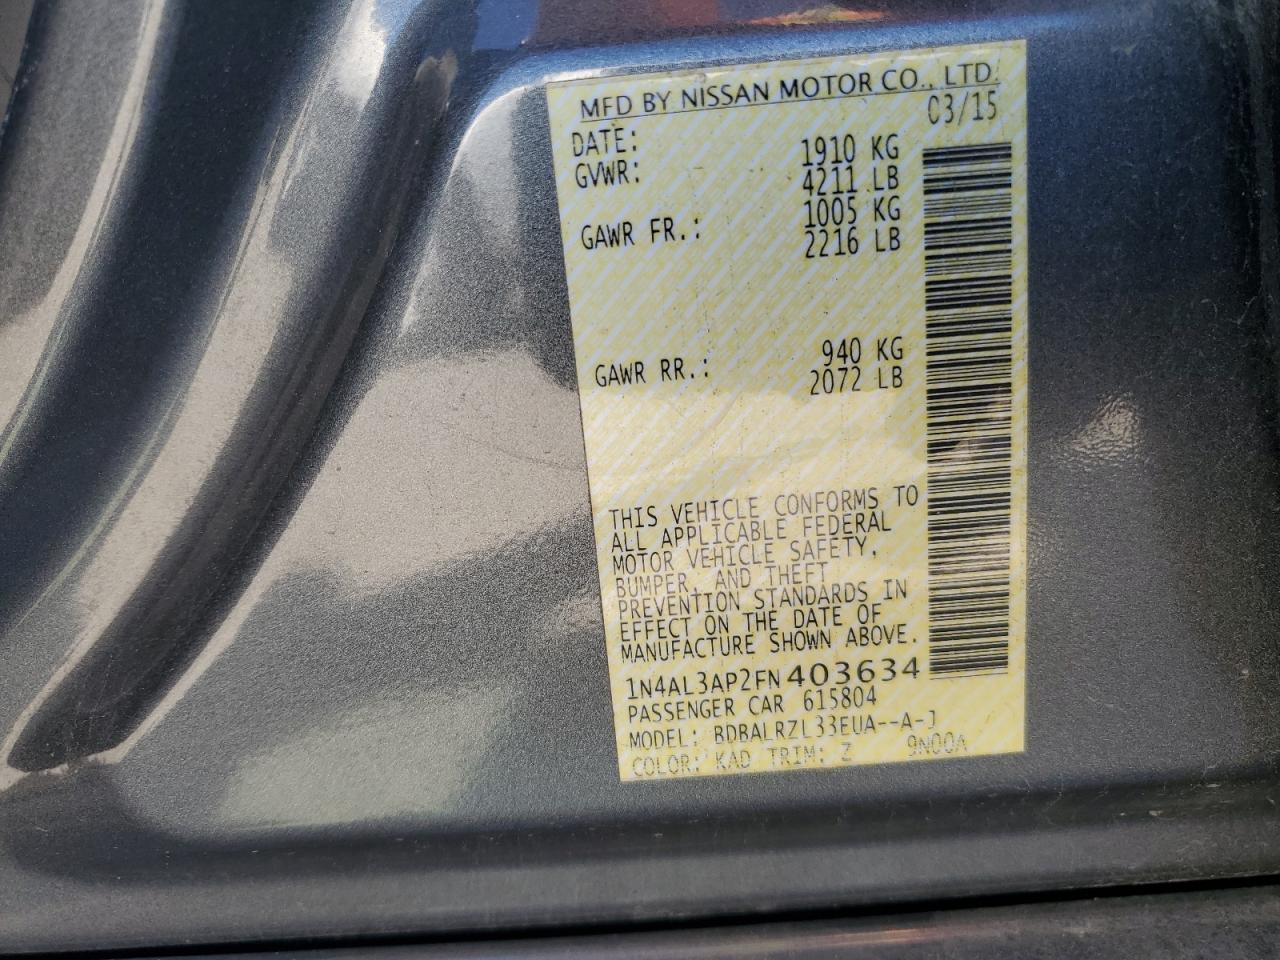 MFD BY NISSAN MOTOR CO., LTD.
DATE: 03/15
GVWR: 1910 KG
4211 LB
GAWR FR.: 1005 KG
2216 LB
GAWR RR.: 940 KG
2072 LB
THIS VEHICLE CONFORMS TO
ALL APPLICABLE FEDERAL
MOTOR VEHICLE SAFETY,
BUMPER, AND THEFT
PREVENTION STANDARDS IN
EFFECT ON THE DATE OF
MANUFACTURE SHOWN ABOVE.
1N4AL3AP2FN403634
PASSENGER CAR 615804
MODEL: BDBALRZL33EUA--A-J
COLOR: KAD TRIM: Z 9N00A